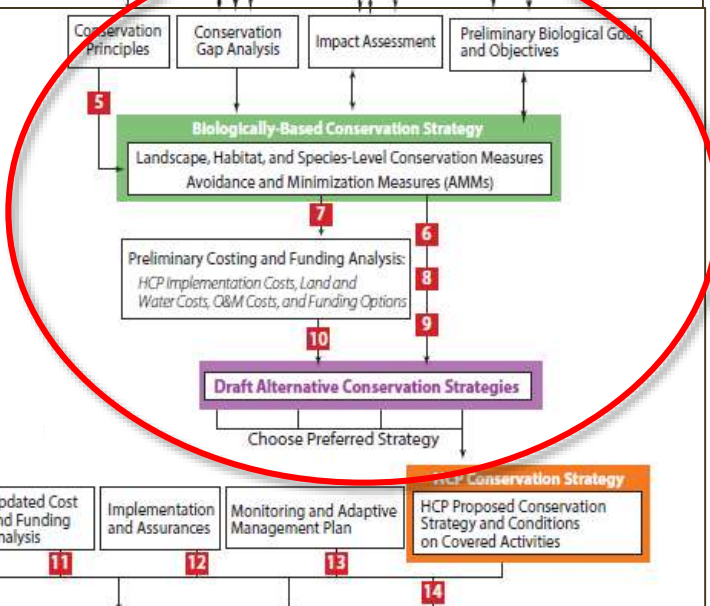 Conservation
Principles
Conservation
Gap Analysis
Impact Assessment
Preliminary Biological Goals
and Objectives
5
Biologically-Based Conservation Strategy
Landscape, Habitat, and Species-Level Conservation Measures
Avoidance and Minimization Measures (AMMs)
7
6
Preliminary Costing and Funding Analysis:
HCP Implementation Costs, Land and
Water Costs, O&M Costs, and Funding Options
8
9
10
Draft Alternative Conservation Strategies
Choose Preferred Strategy
HCP Conservation Strategy
HCP Proposed Conservation
Strategy and Conditions
on Covered Activities
pdated Cost
nd Funding
nalysis
Implementation
and Assurances
Monitoring and Adaptive
Management Plan
11
12
13
14